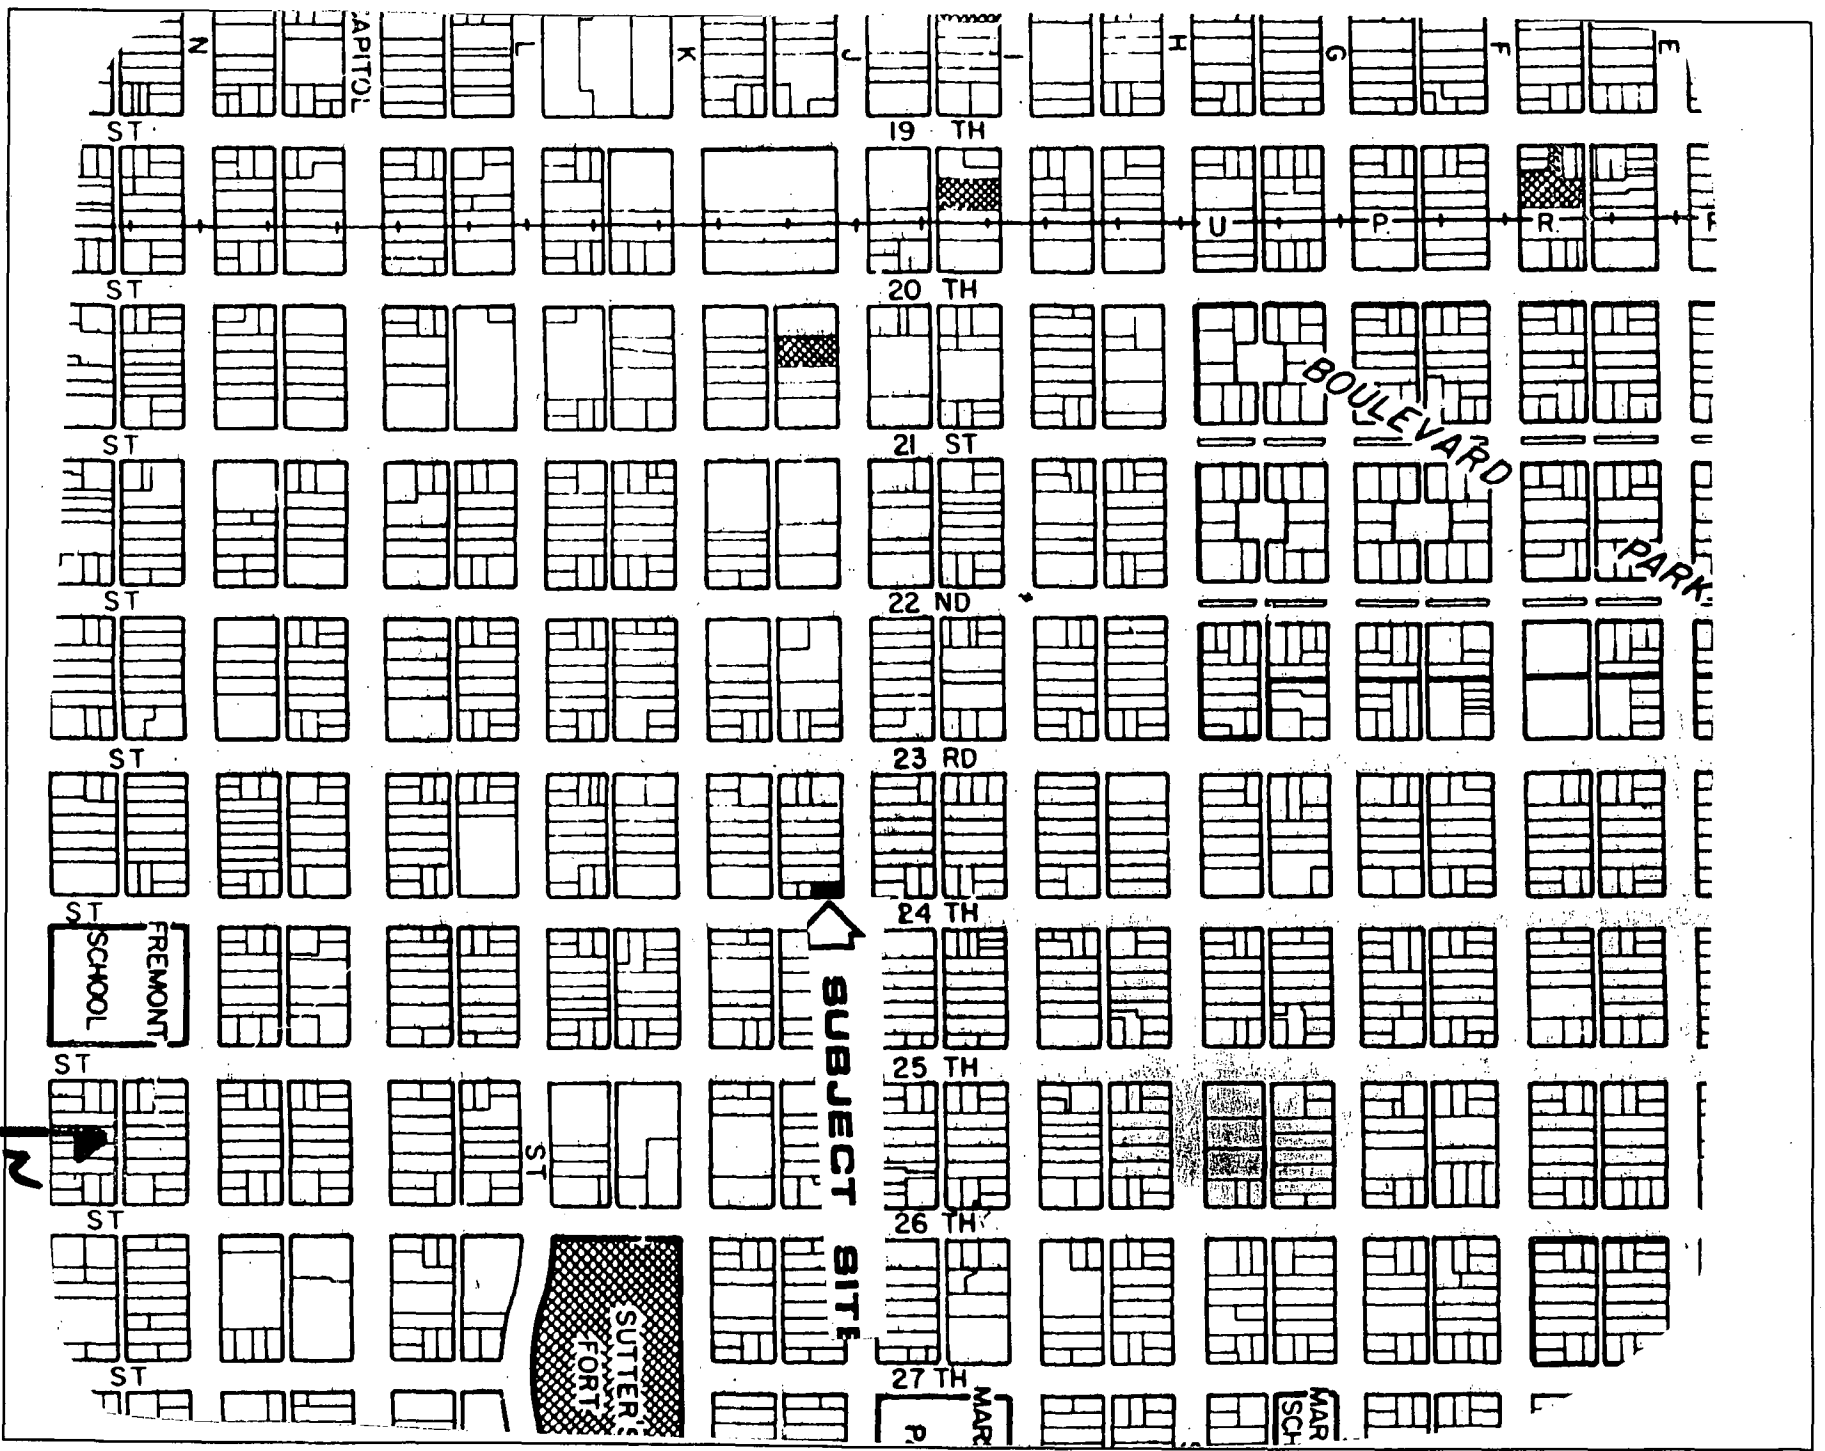 N
CAPITOL
L
K
J
I
H
G
F
E
ST
19 TH
U P. R. R
ST
20 TH
BOULEVARD
PARK
ST
21 ST
ST
22 ND
ST
23 RD
ST
24 TH
FREMONT
SCHOOL
SUBJECT SITE
ST
25 TH
ST
ST
26 TH
SUTTER'S
FORT
ST
27 TH
MAR
P.
MAR
SCH